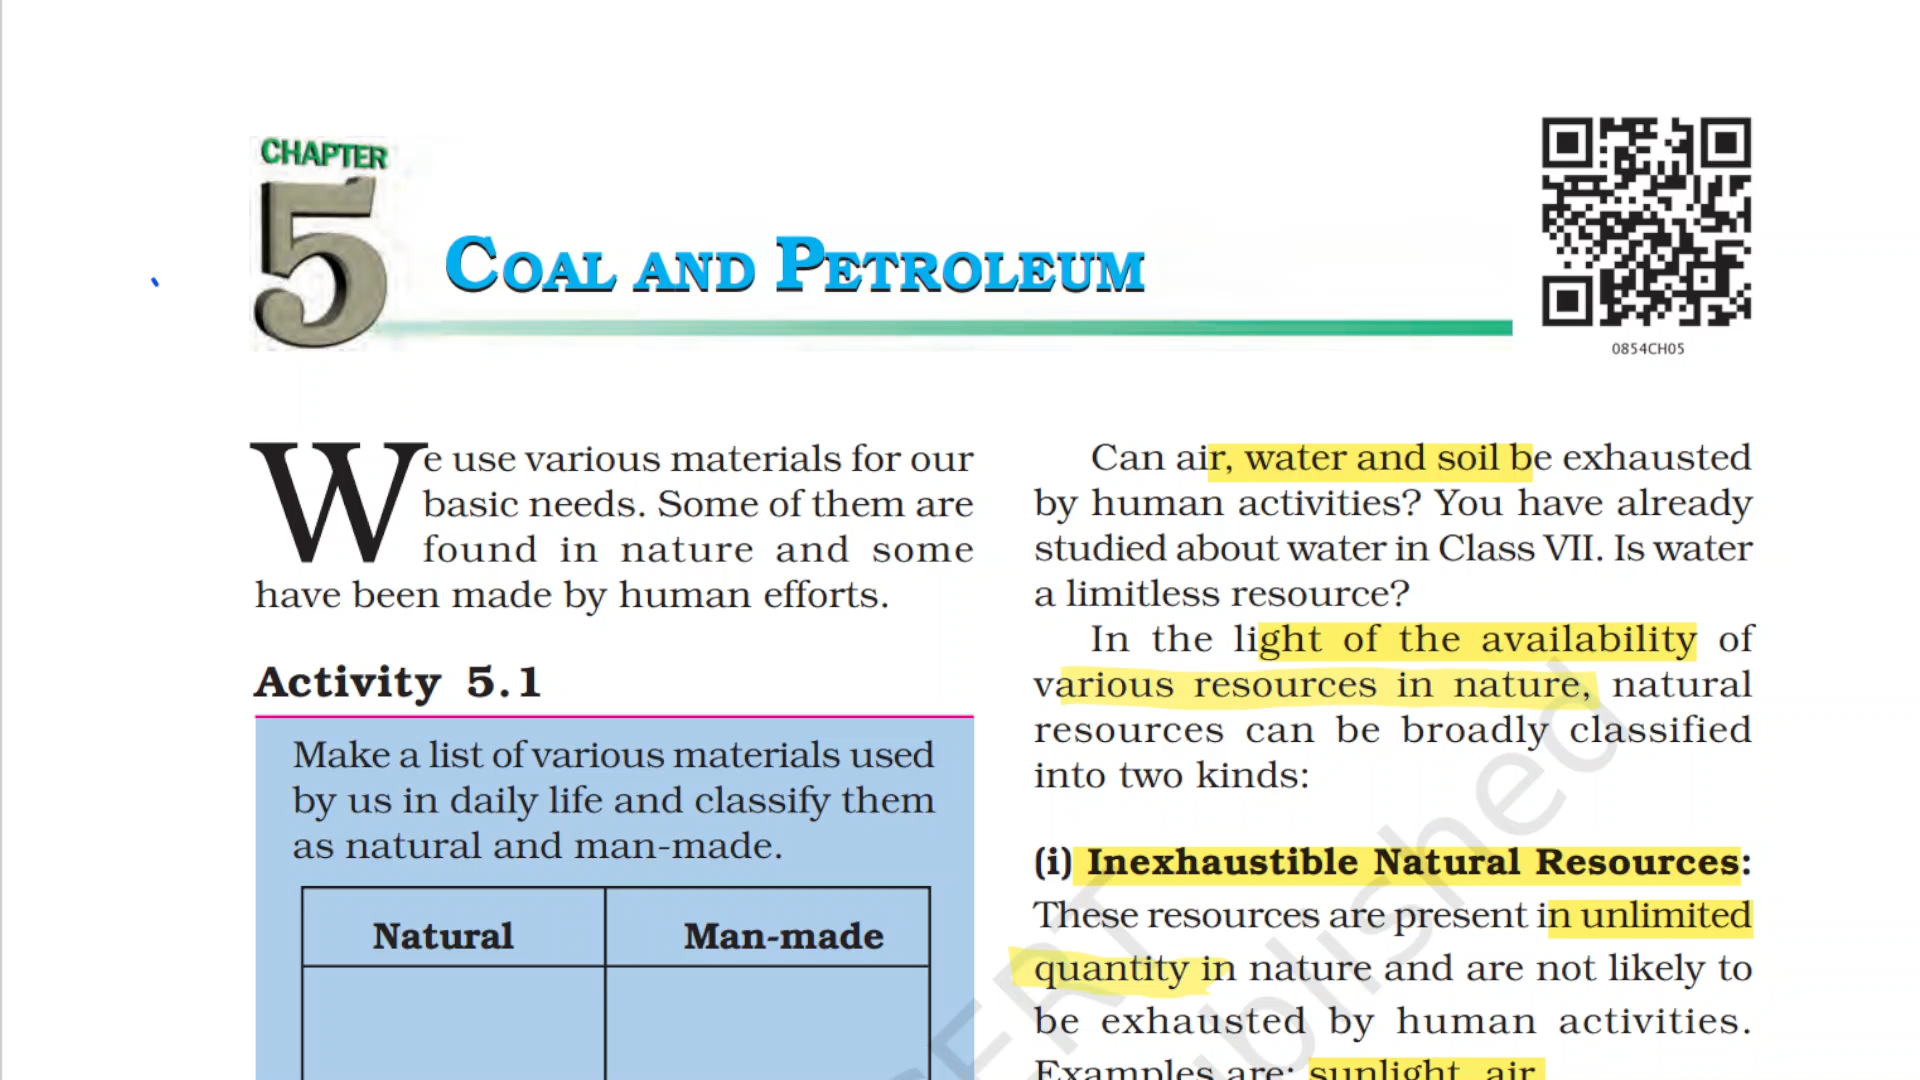 CHAPTER
5
COAL AND PETROLEUM
0854CH05
We use various materials for our
basic needs. Some of them are
found in nature and some
have been made by human efforts.
Activity 5.1
Make a list of various materials used
by us in daily life and classify them
as natural and man-made.
Natural Man-made
Can air, water and soil be exhausted
by human activities? You have already
studied about water in Class VII. Is water
a limitless resource?
In the light of the availability of
various resources in nature, natural
resources can be broadly classified
into two kinds:
(i) Inexhaustible Natural Resources:
These resources are present in unlimited
quantity in nature and are not likely to
be exhausted by human activities.
Examples are: sunlight, air.